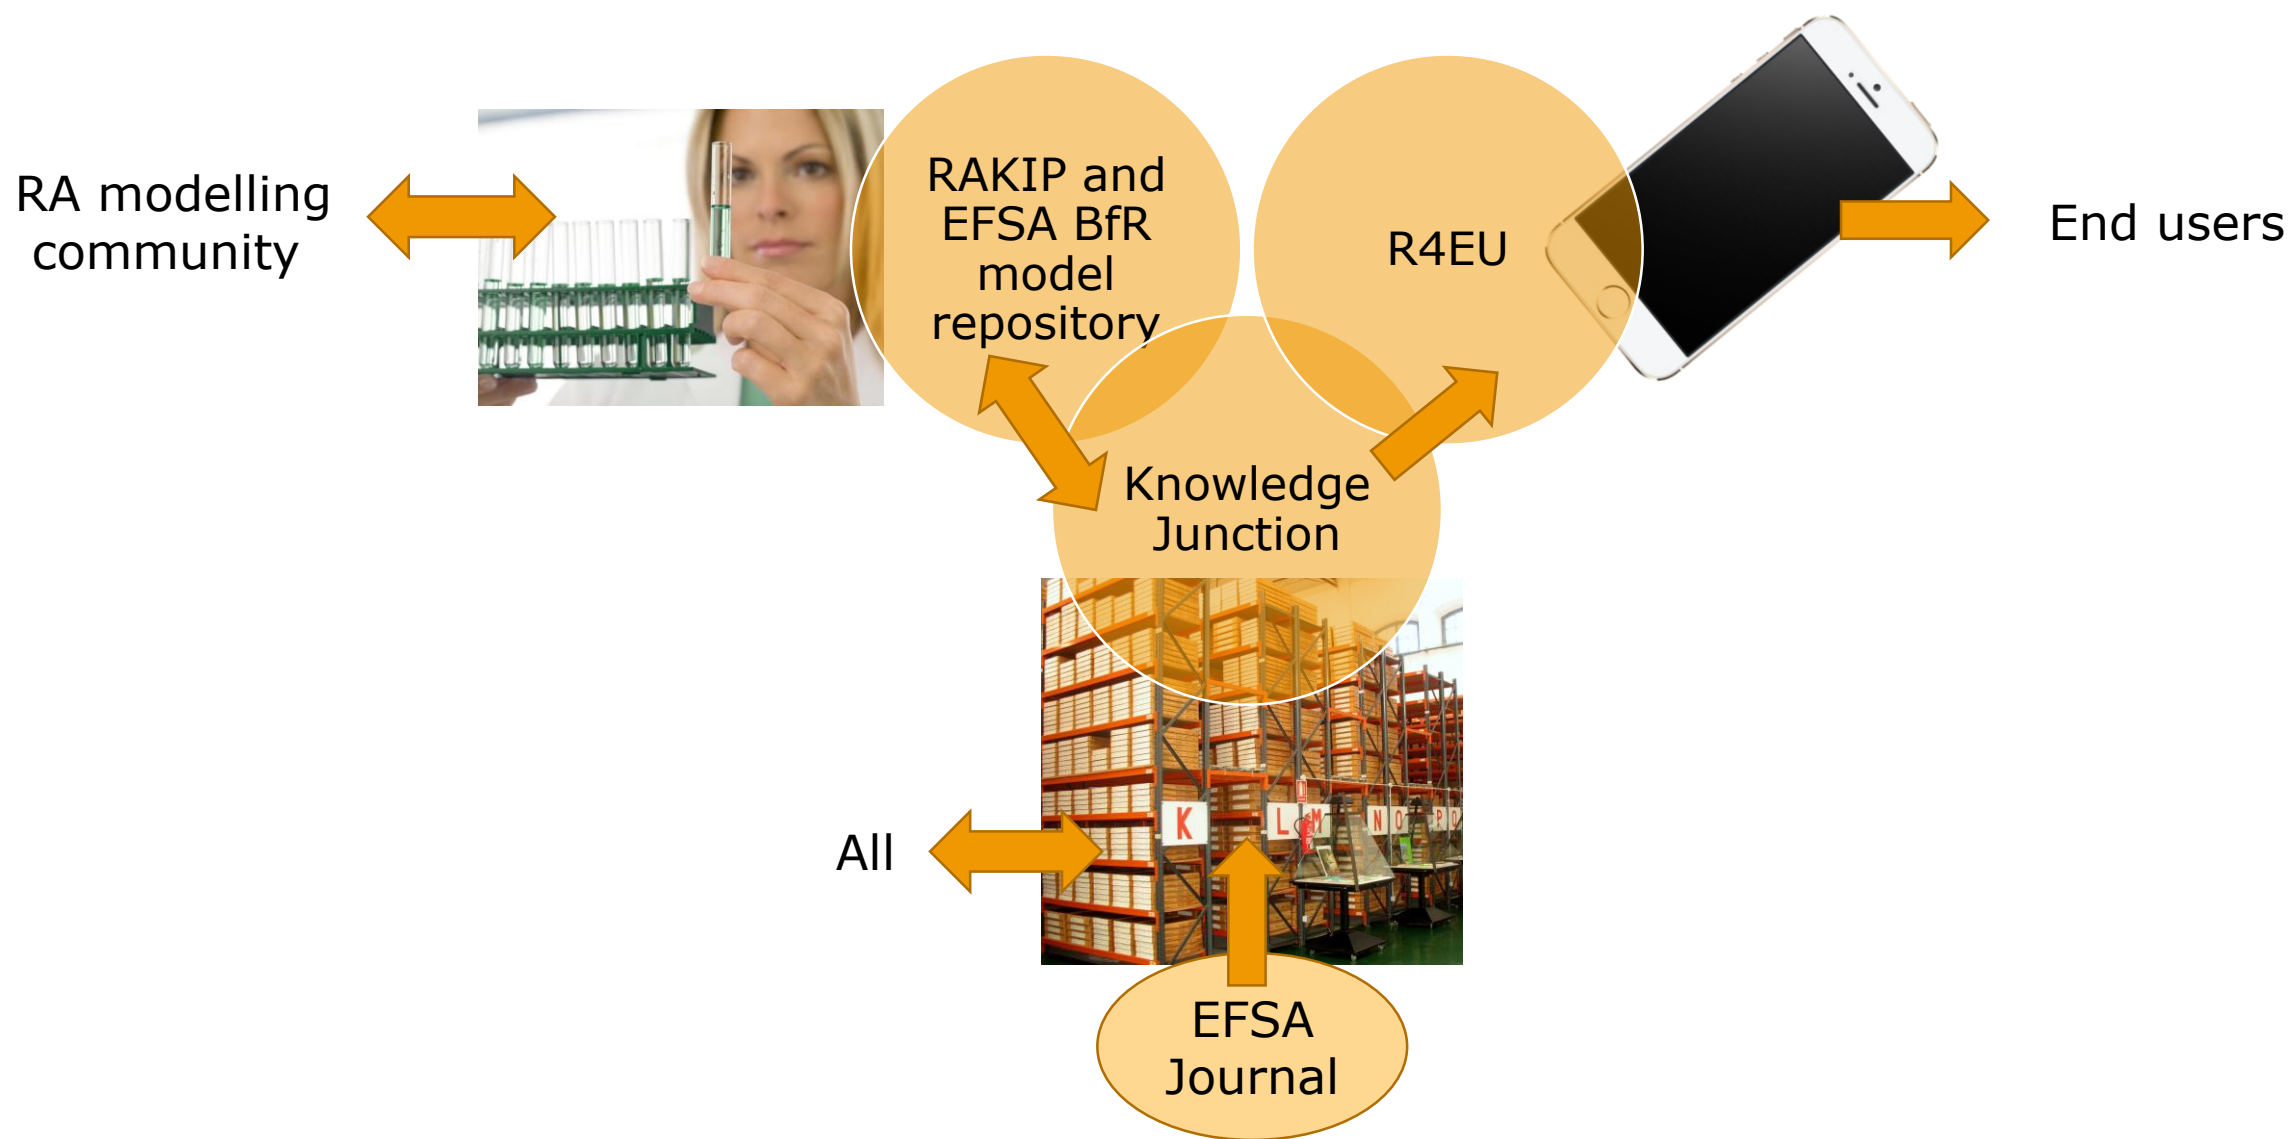 RA modelling
community
RAKIP and
EFSA BfR
model
repository
R4EU
End users
Knowledge
Junction
All
K
L
M
N
O
P
Q
EFSA
Journal